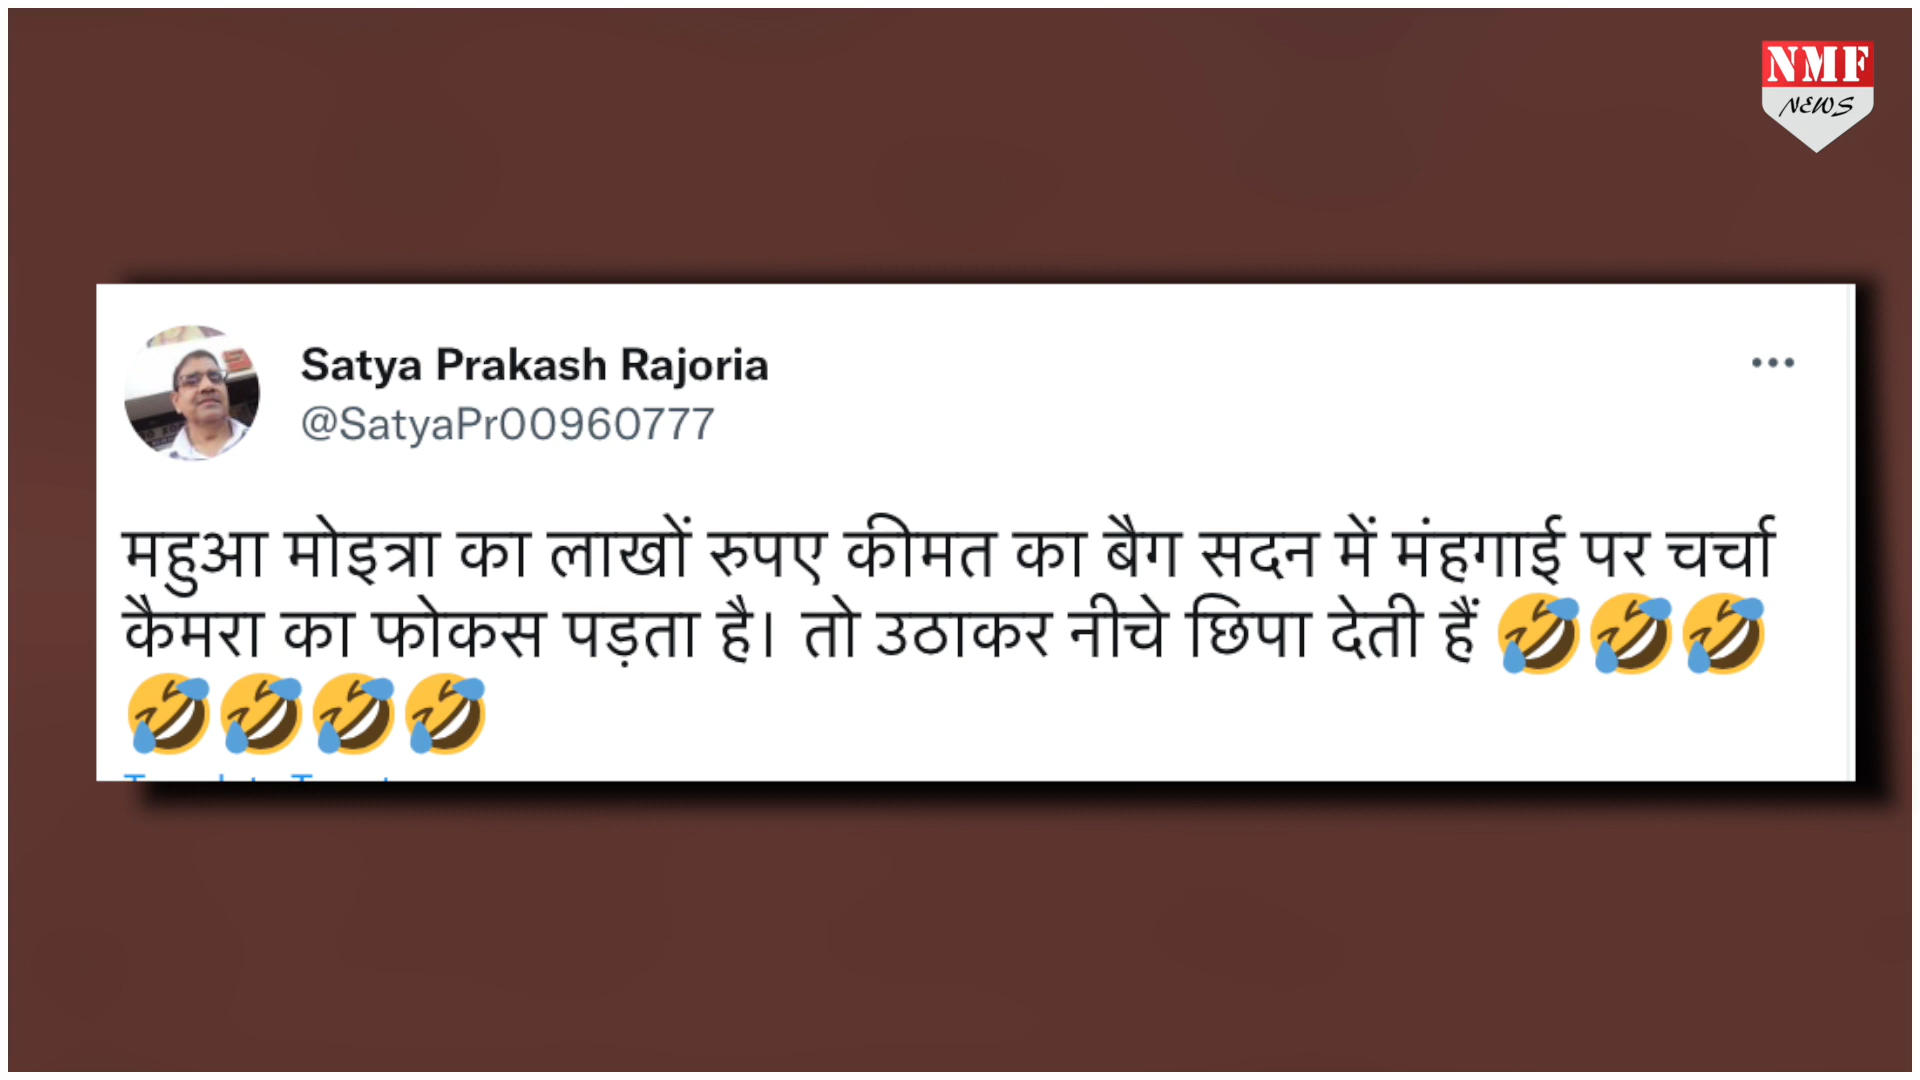 NMF
NEWS
Satya Prakash Rajoria
@SatyaPr00960777
महुआ मोइत्रा का लाखों रुपए कीमत का बैग सदन में मंहगाई पर चर्चा
कैमरा का फोकस पड़ता है। तो उठाकर नीचे छिपा देती हैं 🤣🤣🤣
🤣🤣🤣🤣